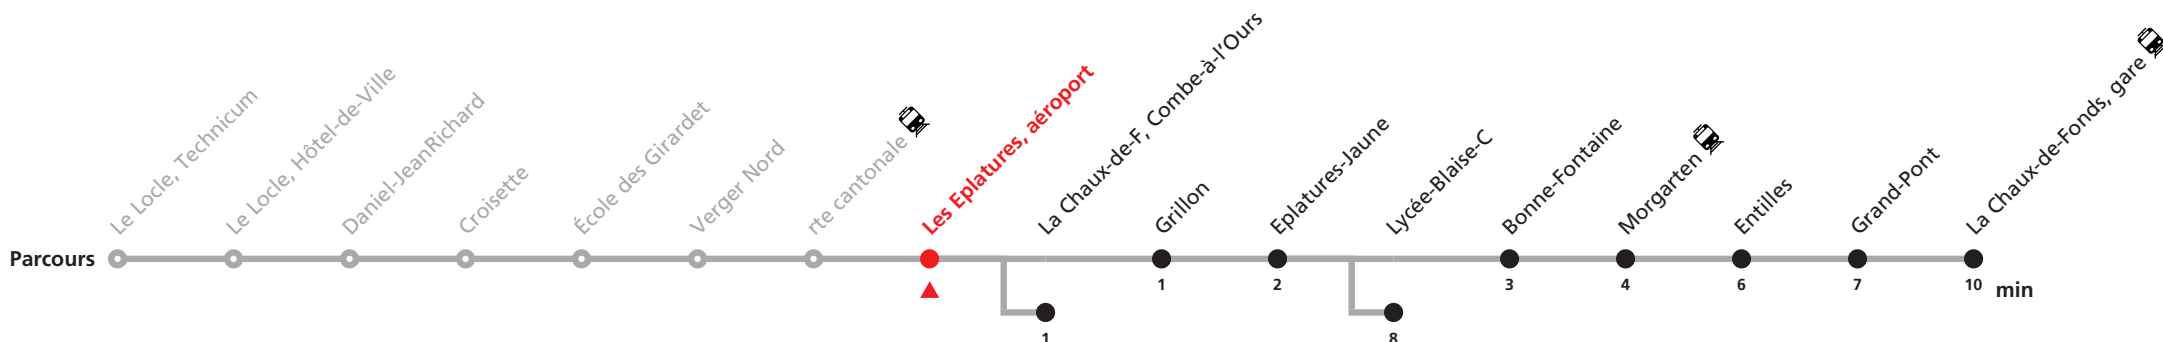 Parcours
Le Locle, Technicum
Le Locle, Hôtel-de-Ville
Daniel-JeanRichard
Croisette
École des Girardet
Verger Nord
rte cantonale
Les Eplatures, aéroport
La Chaux-de-F, Combe-à-l'Ours
Grillon
Eplatures-Jaune
Lycée-Blaise-C
Bonne-Fontaine
Morgarten
Entilles
Grand-Pont
La Chaux-de-Fonds, gare
1 2 3 4 6 7 10 min
1 8